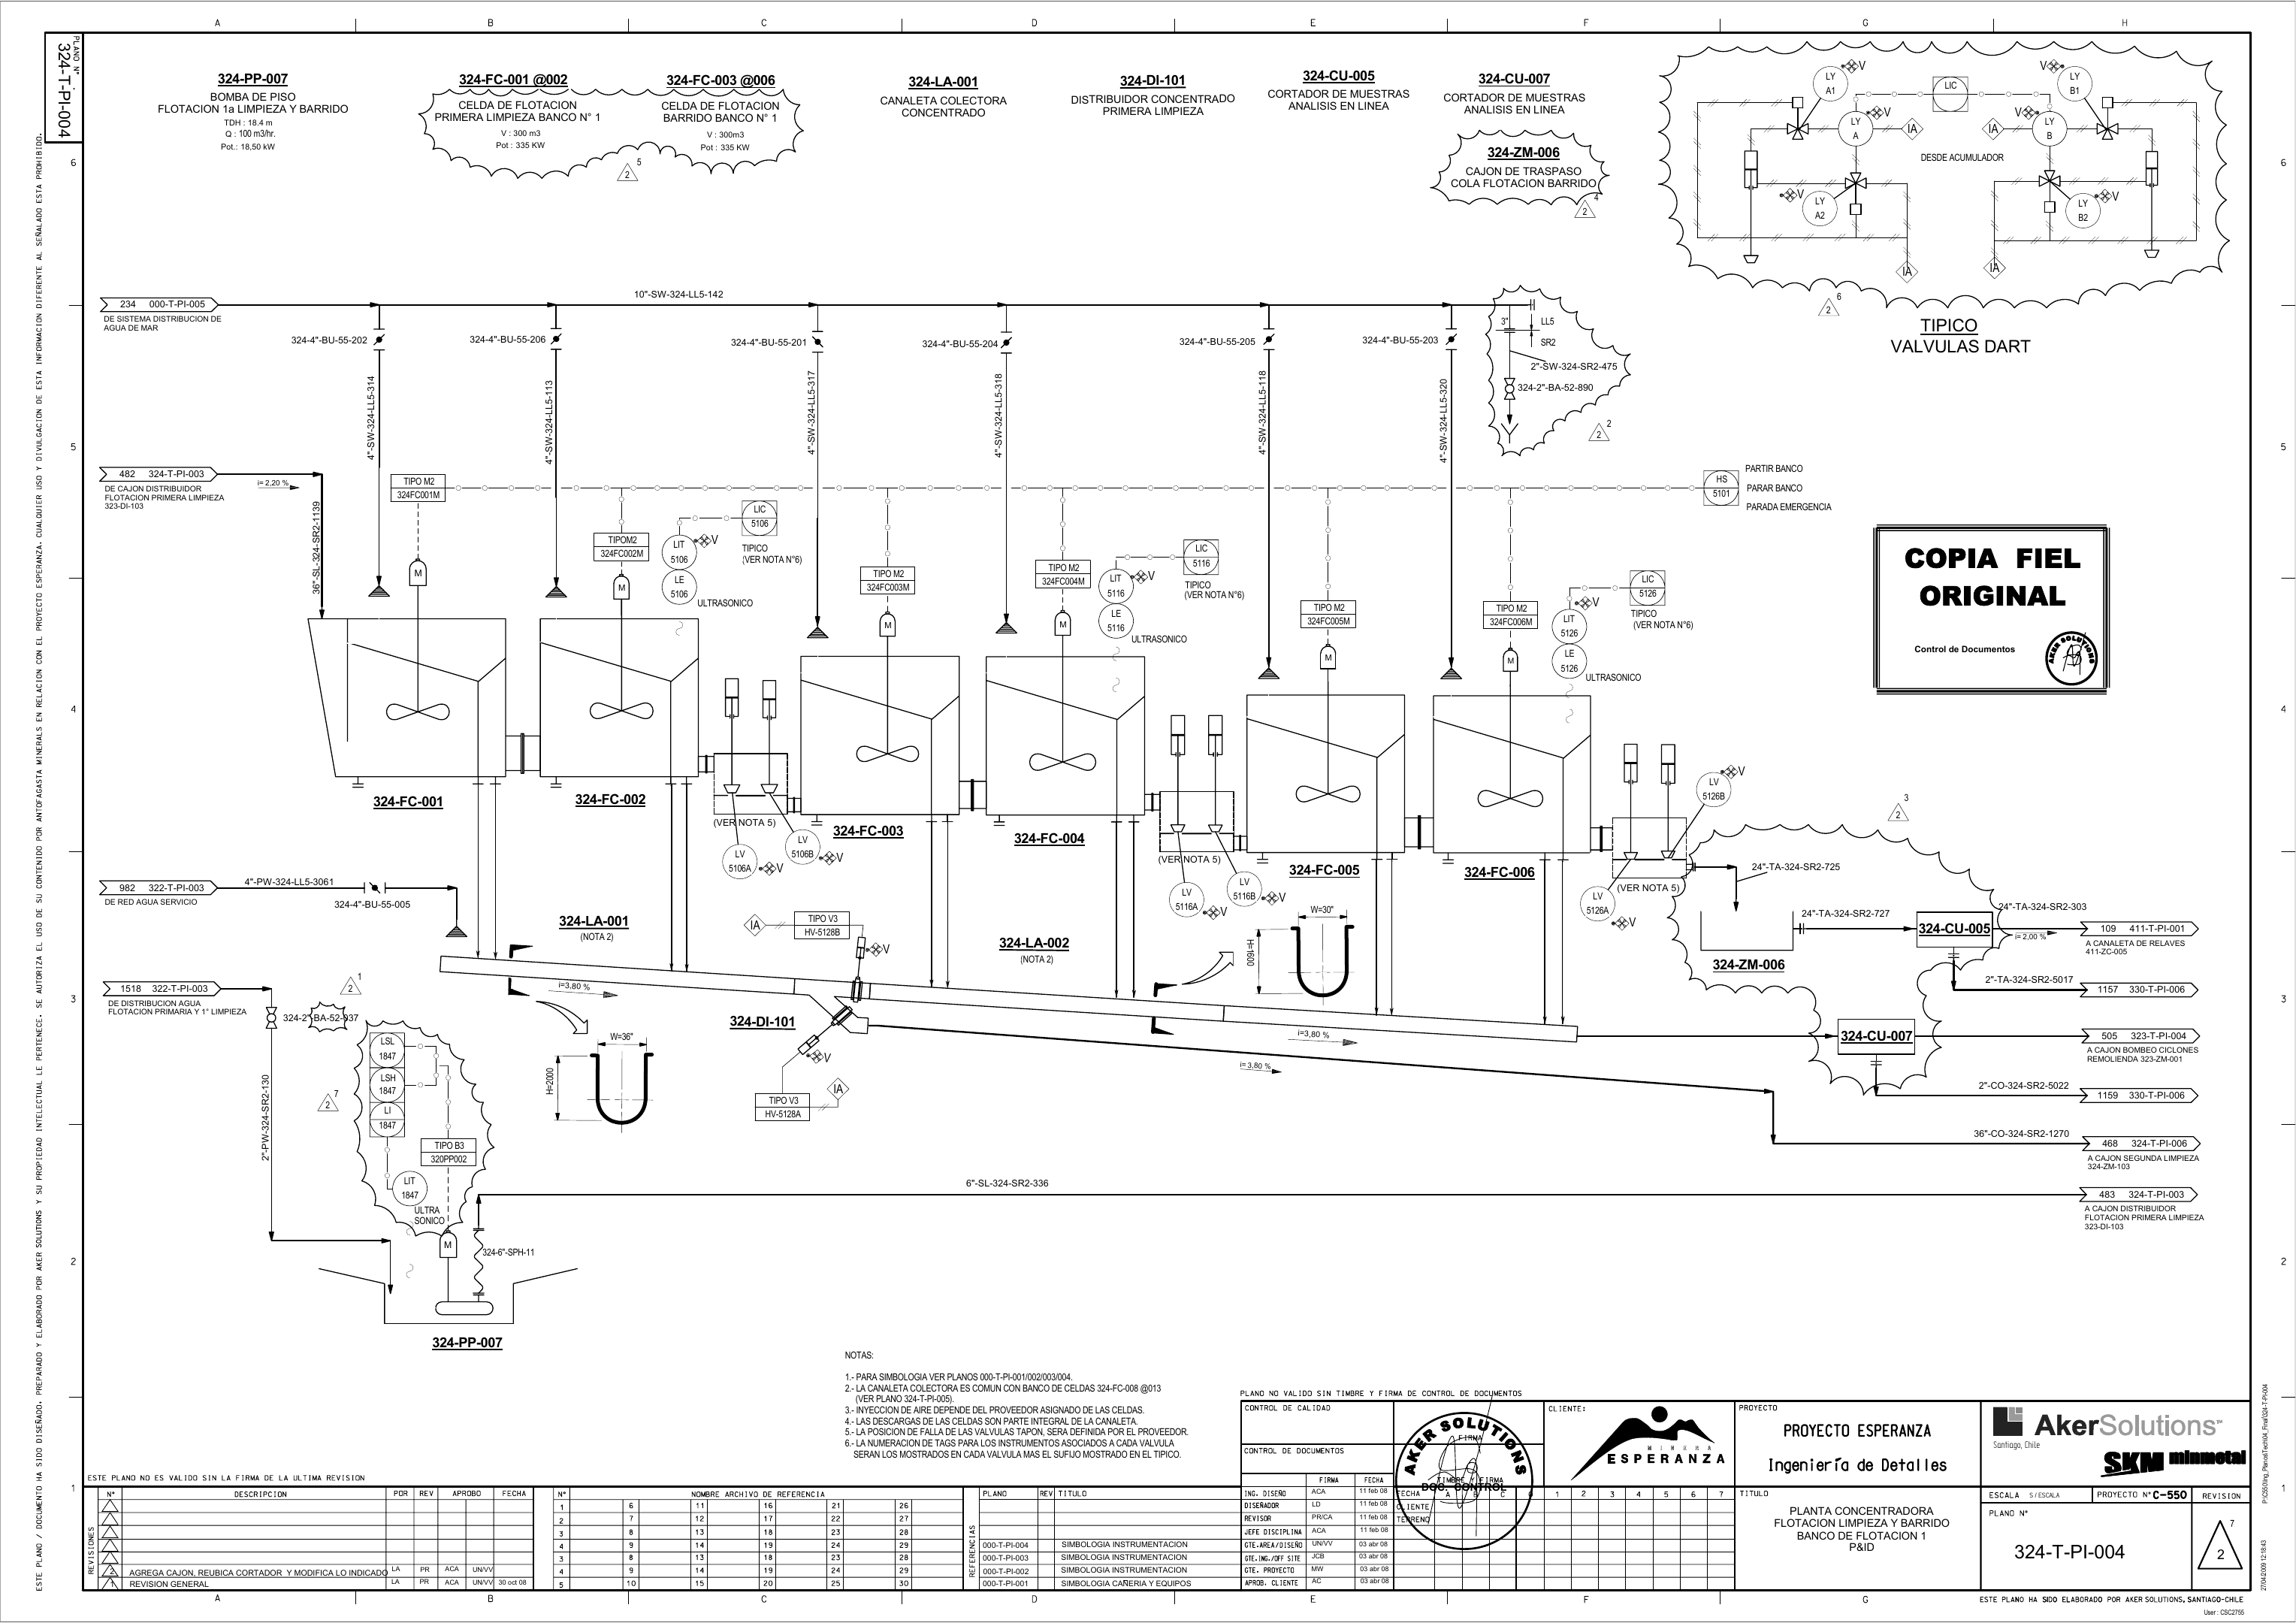 A
B
C
D
E
F
G
H
PLANO N°
324-T-PI-004
324-PP-007
BOMBA DE PISO
FLOTACION 1a LIMPIEZA Y BARRIDO
TDH : 18.4 m
Q : 100 m3/hr.
Pot.: 18,50 kW
324-FC-001 @002
CELDA DE FLOTACION
PRIMERA LIMPIEZA BANCO N° 1
V : 300 m3
Pot : 335 KW
324-FC-003 @006
CELDA DE FLOTACION
BARRIDO BANCO N° 1
V : 300m3
Pot : 335 KW
2
5
324-LA-001
CANALETA COLECTORA
CONCENTRADO
324-DI-101
DISTRIBUIDOR CONCENTRADO
PRIMERA LIMPIEZA
324-CU-005
CORTADOR DE MUESTRAS
ANALISIS EN LINEA
324-CU-007
CORTADOR DE MUESTRAS
ANALISIS EN LINEA
324-ZM-006
CAJON DE TRASPASO
COLA FLOTACION BARRIDO
2
4
LY
A1
V
LIC
V
LY
B1
LY
A
V
IA
IA
V
LY
B
DESDE ACUMULADOR
V
LY
A2
V
LY
B2
IA
IA
2
6
TIPICO
VALVULAS DART
6
5
4
3
2
1
6
5
4
3
2
1
234 000-T-PI-005
DE SISTEMA DISTRIBUCION DE
AGUA DE MAR
10"-SW-324-LL5-142
324-4"-BU-55-202
324-4"-BU-55-206
324-4"-BU-55-201
324-4"-BU-55-204
324-4"-BU-55-205
324-4"-BU-55-203
4"-SW-324-LL5-314
4"-SW-324-LL5-113
4"-SW-324-LL5-317
4"-SW-324-LL5-318
4"-SW-324-LL5-118
4"-SW-324-LL5-320
3"
LL5
SR2
2"-SW-324-SR2-475
324-2"-BA-52-890
2
2
482 324-T-PI-003
DE CAJON DISTRIBUIDOR
FLOTACION PRIMERA LIMPIEZA
323-DI-103
i= 2,20 %
36"-SL-324-SR2-1139
TIPO M2
324FC001M
M
TIPOM2
324FC002M
M
LIC
5106
LIT
5106
V
LE
5106
TIPICO
(VER NOTA N°6)
ULTRASONICO
TIPO M2
324FC003M
M
TIPO M2
324FC004M
M
LIC
5116
LIT
5116
V
LE
5116
TIPICO
(VER NOTA N°6)
ULTRASONICO
TIPO M2
324FC005M
M
TIPO M2
324FC006M
M
LIC
5126
LIT
5126
V
LE
5126
TIPICO
(VER NOTA N°6)
ULTRASONICO
HS
5101
PARTIR BANCO
PARAR BANCO
PARADA EMERGENCIA
COPIA FIEL
ORIGINAL
Control de Documentos
AKER SOLUTIONS
324-FC-001
324-FC-002
(VER NOTA 5)
LV
5106A
V
LV
5106B
V
324-FC-003
324-FC-004
(VER NOTA 5)
LV
5116A
V
LV
5116B
V
324-FC-005
324-FC-006
(VER NOTA 5)
LV
5126A
V
LV
5126B
V
2
3
24"-TA-324-SR2-725
24"-TA-324-SR2-727
324-ZM-006
324-CU-005
24"-TA-324-SR2-303
i= 2,00 %
109 411-T-PI-001
A CANALETA DE RELAVES
411-ZC-005
2"-TA-324-SR2-5017
1157 330-T-PI-006
324-CU-007
505 323-T-PI-004
A CAJON BOMBEO CICLONES
REMOLIENDA 323-ZM-001
2"-CO-324-SR2-5022
1159 330-T-PI-006
36"-CO-324-SR2-1270
468 324-T-PI-006
A CAJON SEGUNDA LIMPIEZA
324-ZM-103
483 324-T-PI-003
A CAJON DISTRIBUIDOR
FLOTACION PRIMERA LIMPIEZA
323-DI-103
982 322-T-PI-003
DE RED AGUA SERVICIO
4"-PW-324-LL5-3061
324-4"-BU-55-005
324-LA-001
(NOTA 2)
IA
TIPO V3
HV-5128B
V
324-LA-002
(NOTA 2)
W=30"
H=1600
1518 322-T-PI-003
DE DISTRIBUCION AGUA
FLOTACION PRIMARIA Y 1° LIMPIEZA
2
1
324-2"-BA-52-937
2"-PW-324-SR2-130
i=3.80 %
W=36"
H=2000
324-DI-101
V
TIPO V3
HV-5128A
IA
i=3,80 %
i=3,80 %
2
7
LSL
1847
LSH
1847
LI
1847
TIPO B3
320PP002
LIT
1847
ULTRA
SONICO
M
324-6"-SPH-11
6"-SL-324-SR2-336
324-PP-007
NOTAS:
1.- PARA SIMBOLOGIA VER PLANOS 000-T-PI-001/002/003/004.
2.- LA CANALETA COLECTORA ES COMUN CON BANCO DE CELDAS 324-FC-008 @013
(VER PLANO 324-T-PI-005).
3.- INYECCION DE AIRE DEPENDE DEL PROVEEDOR ASIGNADO DE LAS CELDAS.
4.- LAS DESCARGAS DE LAS CELDAS SON PARTE INTEGRAL DE LA CANALETA.
5.- LA POSICION DE FALLA DE LAS VALVULAS TAPON, SERA DEFINIDA POR EL PROVEEDOR.
6.- LA NUMERACION DE TAGS PARA LOS INSTRUMENTOS ASOCIADOS A CADA VALVULA
SERAN LOS MOSTRADOS EN CADA VALVULA MAS EL SUFIJO MOSTRADO EN EL TIPICO.
ESTE PLANO / DOCUMENTO HA SIDO DISEÑADO, PREPARADO Y ELABORADO POR AKER SOLUTIONS Y SU PROPIEDAD INTELECTUAL LE PERTENECE. SE AUTORIZA EL USO DE SU CONTENIDO POR ANTOFAGASTA MINERALS EN RELACION CON EL PROYECTO ESPERANZA. CUALQUIER USO Y DIVULGACION DE ESTA INFORMACION DIFERENTE AL SEÑALADO ESTA PROHIBIDO.
ESTE PLANO NO ES VALIDO SIN LA FIRMA DE LA ULTIMA REVISION
REVISIONES
N° DESCRIPCION POR REV APROBO FECHA
2 AGREGA CAJON, REUBICA CORTADOR Y MODIFICA LO INDICADO LA PR ACA UN/VV
1 REVISION GENERAL LA PR ACA UN/VV 30 oct 08
N° NOMBRE ARCHIVO DE REFERENCIA
1 6 11 16 21 26
2 7 12 17 22 27
3 8 13 18 23 28
4 9 14 19 24 29
3 8 13 18 23 28
4 9 14 19 24 29
5 10 15 20 25 30
REFERENCIAS
PLANO REV TITULO
000-T-PI-004 SIMBOLOGIA INSTRUMENTACION
000-T-PI-003 SIMBOLOGIA INSTRUMENTACION
000-T-PI-002 SIMBOLOGIA INSTRUMENTACION
000-T-PI-001 SIMBOLOGIA CAÑERIA Y EQUIPOS
PLANO NO VALIDO SIN TIMBRE Y FIRMA DE CONTROL DE DOCUMENTOS
CONTROL DE CALIDAD
FIRMA
CONTROL DE DOCUMENTOS
TIMBRE Y FIRMA
AKER SOLUTIONS
DOC. CONTROL
FIRMA FECHA
ING. DISEÑO ACA 11 feb 08
DISEÑADOR LD 11 feb 08
REVISOR PR/CA 11 feb 08
JEFE DISCIPLINA ACA 11 feb 08
GTE.AREA/DISEÑO UN/VV 03 abr 08
GTE.ING./OFF SITE JCB 03 abr 08
GTE. PROYECTO MW 03 abr 08
APROB. CLIENTE AC 03 abr 08
FECHA A B C 0 1 2 3 4 5 6 7
CLIENTE
TERRENO
CLIENTE:
MINERA
ESPERANZA
PROYECTO
PROYECTO ESPERANZA
Ingeniería de Detalles
TITULO
PLANTA CONCENTRADORA
FLOTACION LIMPIEZA Y BARRIDO
BANCO DE FLOTACION 1
P&ID
AkerSolutions™
Santiago, Chile
SKM minmetal
ESCALA S/ESCALA
PROYECTO N° C-550
REVISION
PLANO N°
324-T-PI-004
2
7
A
B
C
D
E
F
G
ESTE PLANO HA SIDO ELABORADO POR AKER SOLUTIONS, SANTIAGO-CHILE
User : CSC2755
27/04/2009 12:18:43